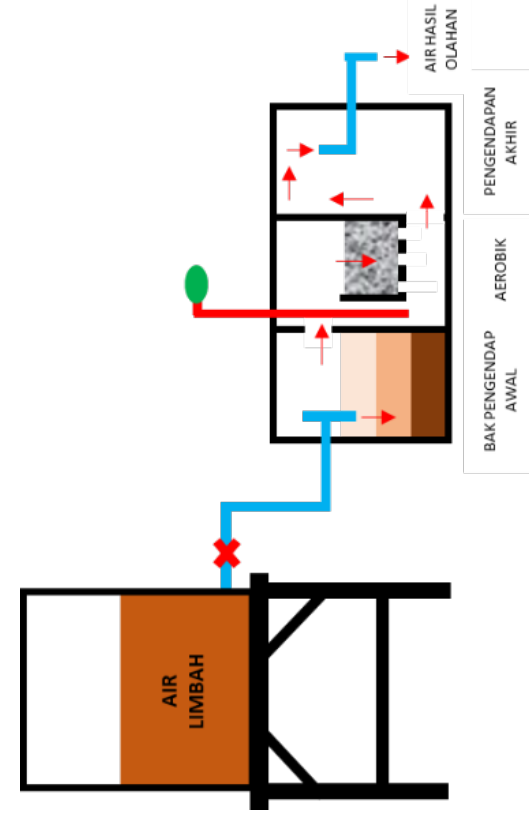 AIR
LIMBAH
BAK PENGENDAP
AWAL
AEROBIK
PENGENDAPAN
AKHIR
AIR HASIL
OLAHAN